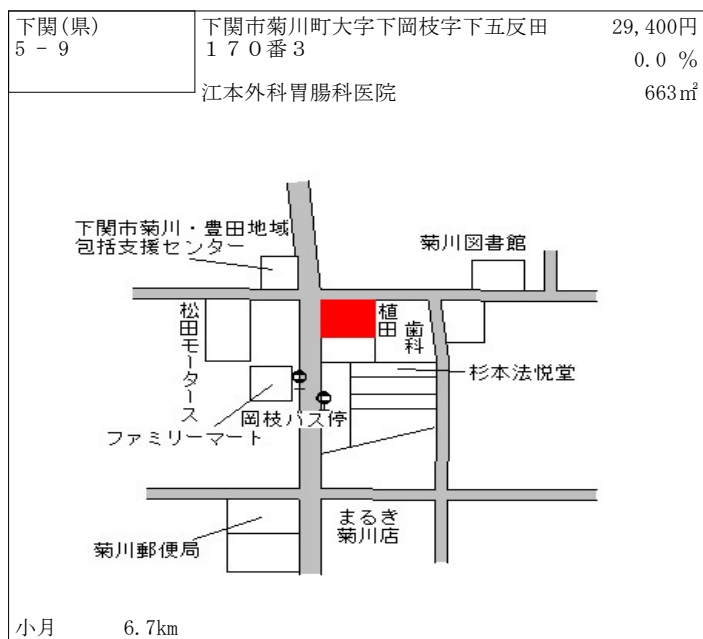 下関(県)
5 - 9
下関市菊川町大字下岡枝字下五反田
１７０番３
29,400円
0.0 %
江本外科胃腸科医院
663㎡
下関市菊川・豊田地域
包括支援センター
菊川図書館
松田モータース
植田
歯科
杉本法悦堂
岡枝バス停
ファミリーマート
まるき
菊川店
菊川郵便局
小月 6.7km